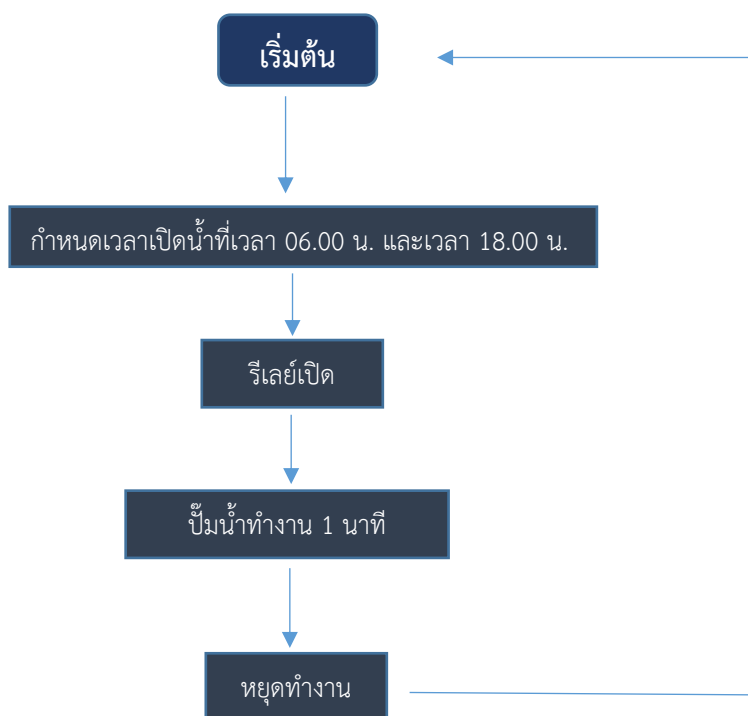 เริ่มต้น
กำหนดเวลาเปิดน้ำที่เวลา 06.00 น. และเวลา 18.00 น.
รีเลย์เปิด
ปั๊มน้ำทำงาน 1 นาที
หยุดทำงาน